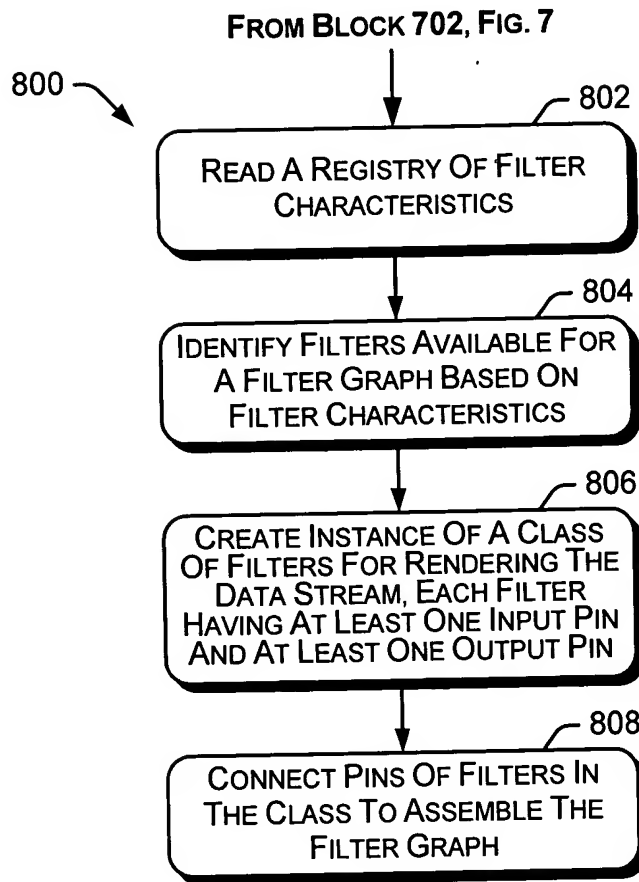 FROM BLOCK 702, FIG. 7
800
802
READ A REGISTRY OF FILTER
CHARACTERISTICS
804
IDENTIFY FILTERS AVAILABLE FOR
A FILTER GRAPH BASED ON
FILTER CHARACTERISTICS
806
CREATE INSTANCE OF A CLASS
OF FILTERS FOR RENDERING THE
DATA STREAM, EACH FILTER
HAVING AT LEAST ONE INPUT PIN
AND AT LEAST ONE OUTPUT PIN
808
CONNECT PINS OF FILTERS IN
THE CLASS TO ASSEMBLE THE
FILTER GRAPH